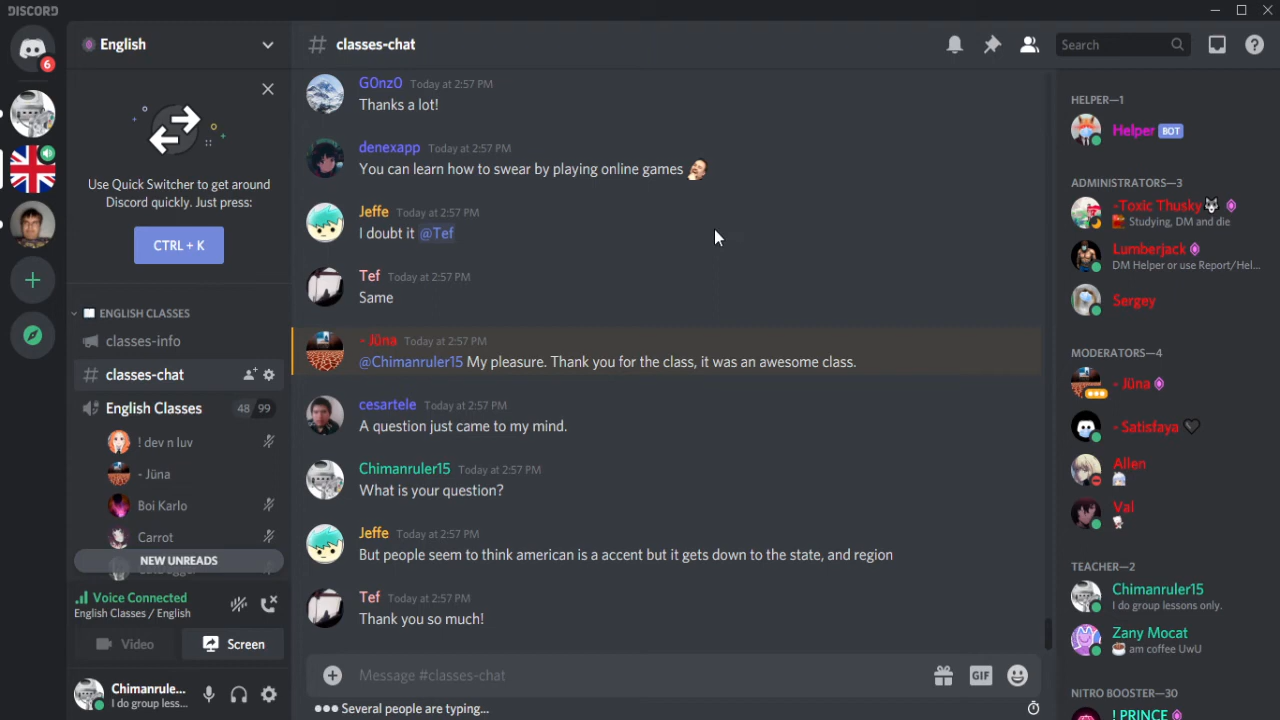 DISCORD
6
English
Use Quick Switcher to get around
Discord quickly. Just press:
CTRL + K
ENGLISH CLASSES
classes-info
classes-chat
English Classes 48 99
! dev n luv
- Jüna
Boi Karlo
Carrot
NEW UNREADS
Voice Connected
English Classes / English
Video
Screen
Chimanrule...
I do group less...
# classes-chat
Search
G0nz0 Today at 2:57 PM
Thanks a lot!
denexapp Today at 2:57 PM
You can learn how to swear by playing online games
Jeffe Today at 2:57 PM
I doubt it @Tef
Tef Today at 2:57 PM
Same
- Jüna Today at 2:57 PM
@Chimanruler15 My pleasure. Thank you for the class, it was an awesome class.
cesartele Today at 2:57 PM
A question just came to my mind.
Chimanruler15 Today at 2:57 PM
What is your question?
Jeffe Today at 2:57 PM
But people seem to think american is a accent but it gets down to the state, and region
Tef Today at 2:57 PM
Thank you so much!
Message #classes-chat
GIF
Several people are typing...
HELPER—1
Helper BOT
ADMINISTRATORS—3
-Toxic Thusky
Studying, DM and die
Lumberjack
DM Helper or use Report/Hel...
Sergey
MODERATORS—4
- Jüna
- Satisfaya
Allen
Val
TEACHER—2
Chimanruler15
I do group lessons only.
Zany Mocat
am coffee UwU
NITRO BOOSTER—30
! PRINCE